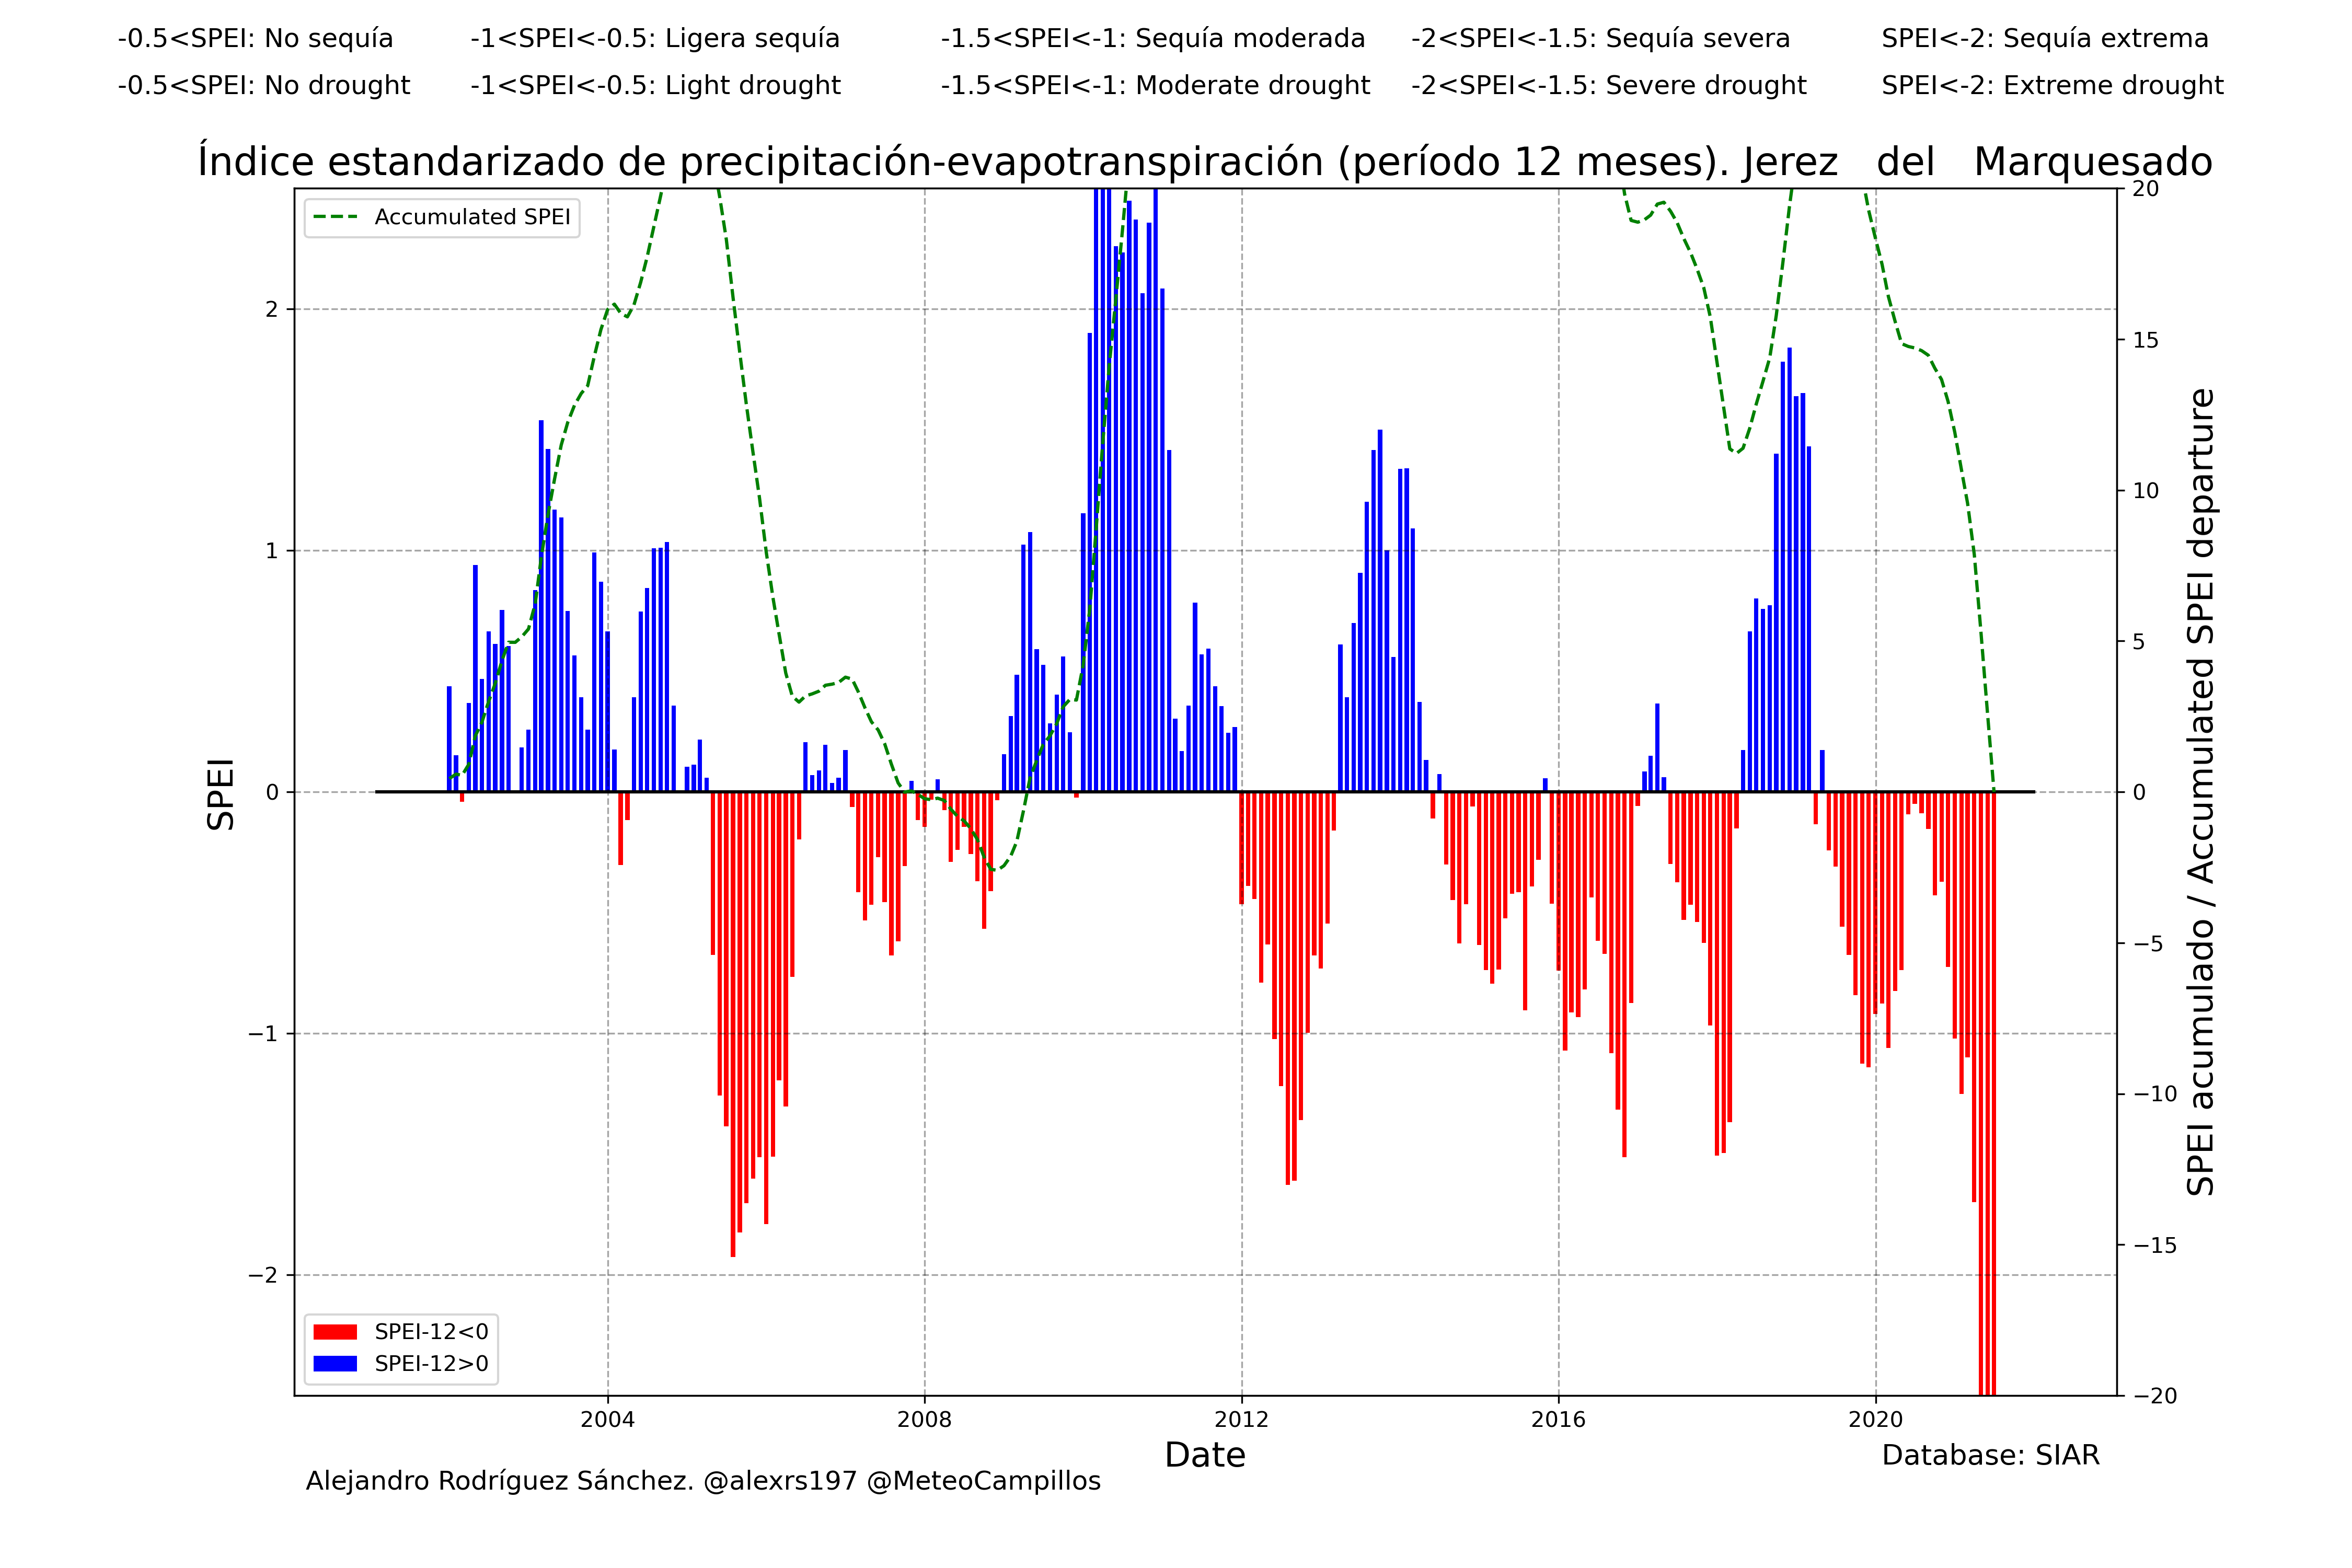 -0.5<SPEI: No sequía -1<SPEI<-0.5: Ligera sequía -1.5<SPEI<-1: Sequía moderada -2<SPEI<-1.5: Sequía severa SPEI<-2: Sequía extrema
-0.5<SPEI: No drought -1<SPEI<-0.5: Light drought -1.5<SPEI<-1: Moderate drought -2<SPEI<-1.5: Severe drought SPEI<-2: Extreme drought
Índice estandarizado de precipitación-evapotranspiración (período 12 meses). Jerez del Marquesado
Accumulated SPEI
SPEI
2
1
0
−1
−2
20
15
10
5
0
−5
−10
−15
−20
SPEI acumulado / Accumulated SPEI departure
SPEI-12<0
SPEI-12>0
2004 2008 2012 2016 2020
Date
Database: SIAR
Alejandro Rodríguez Sánchez. @alexrs197 @MeteoCampillos